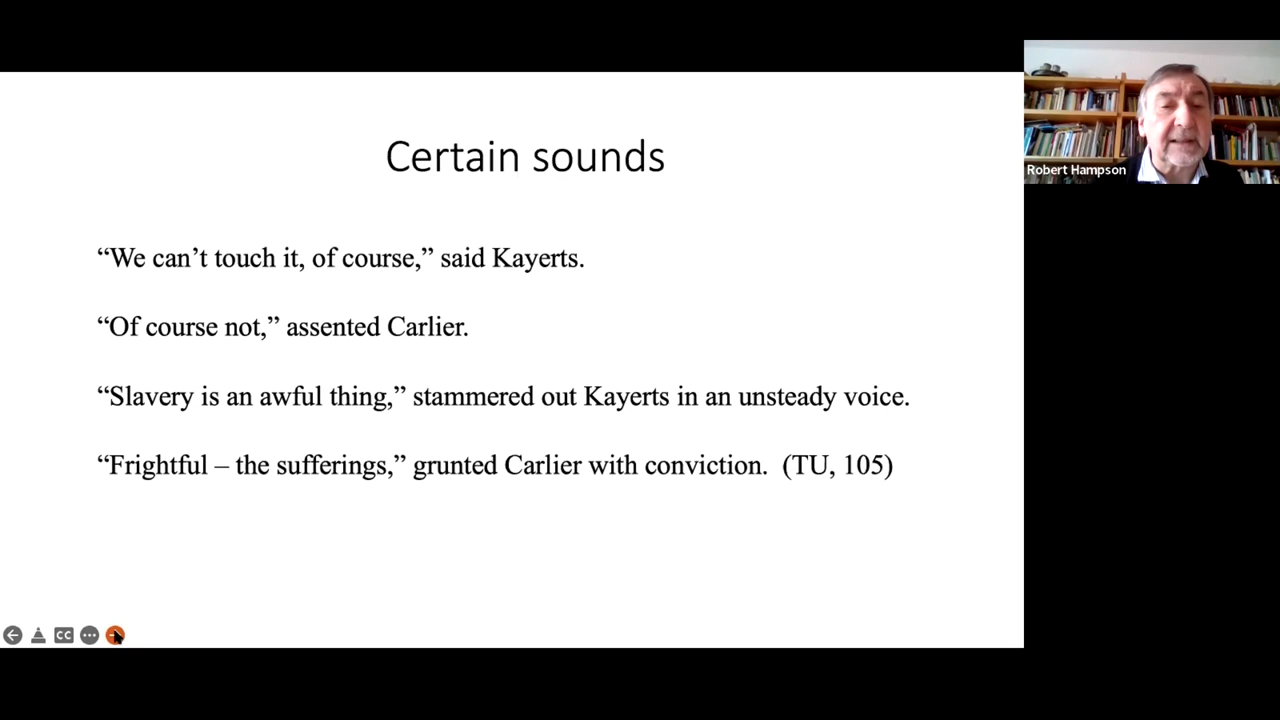 Certain sounds
“We can’t touch it, of course,” said Kayerts.
“Of course not,” assented Carlier.
“Slavery is an awful thing,” stammered out Kayerts in an unsteady voice.
“Frightful – the sufferings,” grunted Carlier with conviction.  (TU, 105)
Robert Hampson
CC